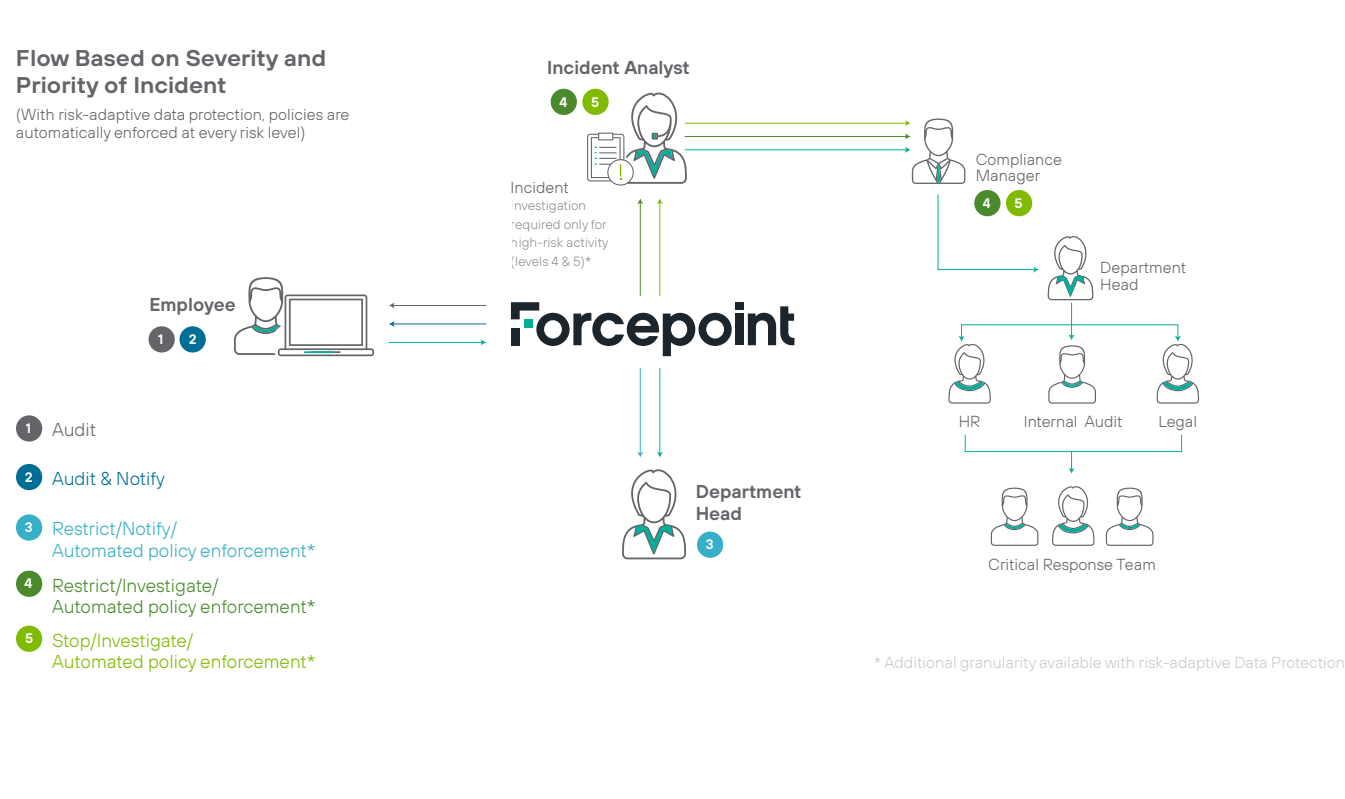 Flow Based on Severity and
Priority of Incident
(With risk-adaptive data protection, policies are
automatically enforced at every risk level)
Incident Analyst
4 5
!
Incident
Investigation
required only for
high-risk activity
(levels 4 & 5)*
Compliance
Manager
4 5
Department
Head
Employee
1 2
Forcepoint
HR
Internal Audit
Legal
Critical Response Team
Department
Head
3
1 Audit
2 Audit & Notify
3 Restrict/Notify/
Automated policy enforcement*
4 Restrict/Investigate/
Automated policy enforcement*
5 Stop/Investigate/
Automated policy enforcement*
* Additional granularity available with risk-adaptive Data Protection